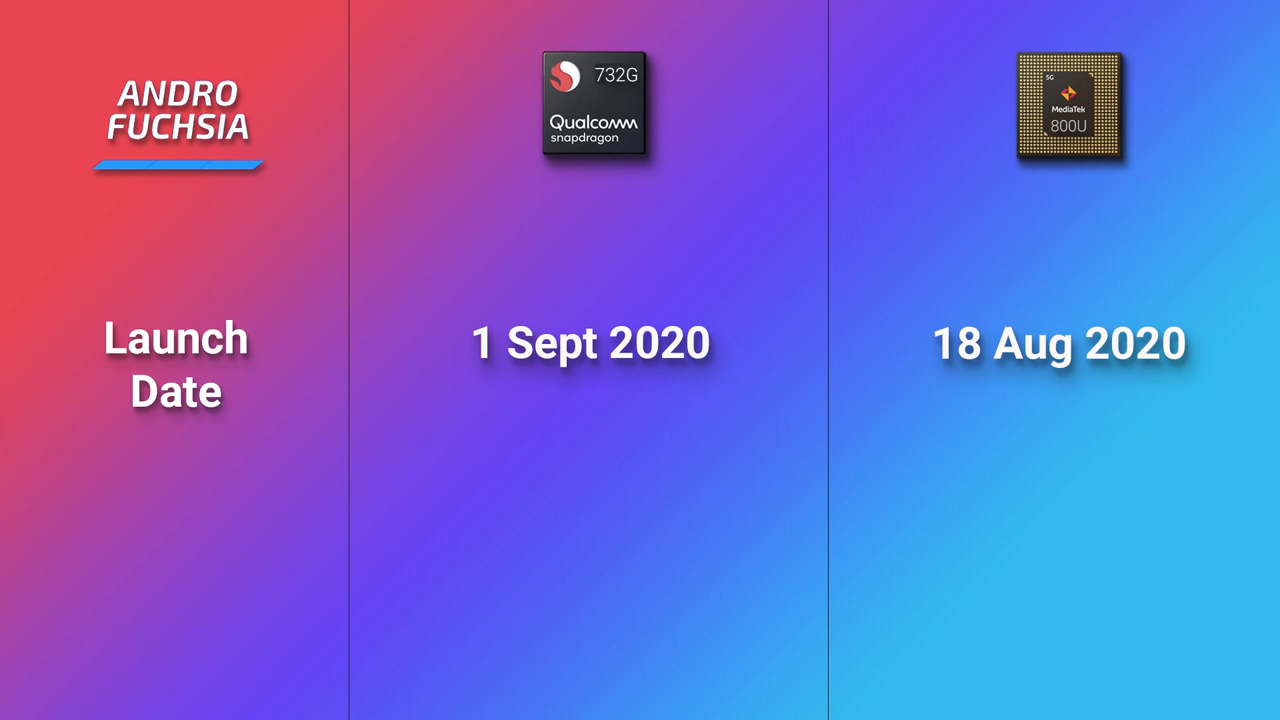 ANDRO
FUCHSIA
732G
Qualcomm
snapdragon
5G
MediaTek
800U
Launch
Date
1 Sept 2020
18 Aug 2020